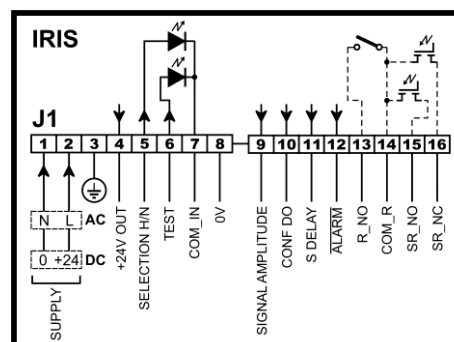 IRIS
J1
1 2 3 4 5 6 7 8 9 10 11 12 13 14 15 16
N L AC
0 +24 DC
SUPPLY
+24V OUT
SELECTION H/N
TEST
COM_IN
0V
SIGNAL AMPLITUDE
CONF DO
S DELAY
ALARM
R_NO
COM_R
SR_NO
SR_NC